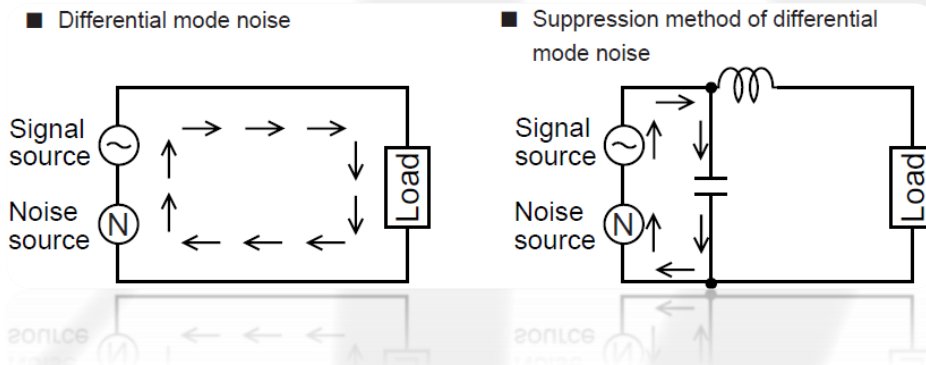 ■ Differential mode noise
Signal
source
Noise
source
N
Load
■ Suppression method of differential
mode noise
Signal
source
Noise
source
N
Load